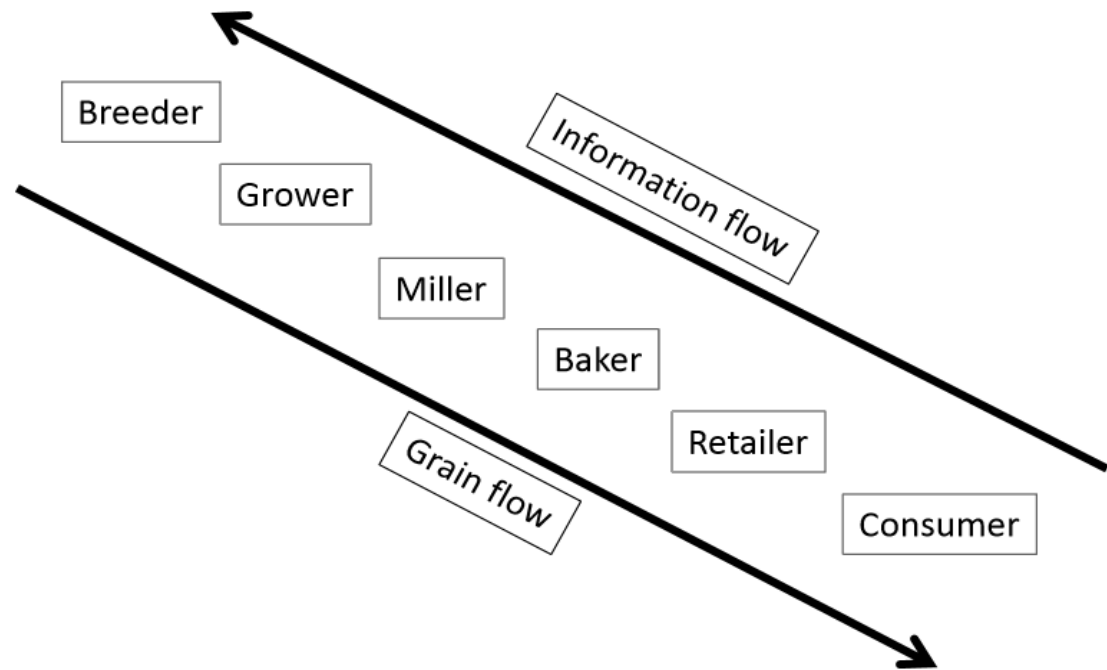 Breeder
Information flow
Grower
Miller
Baker
Grain flow
Retailer
Consumer